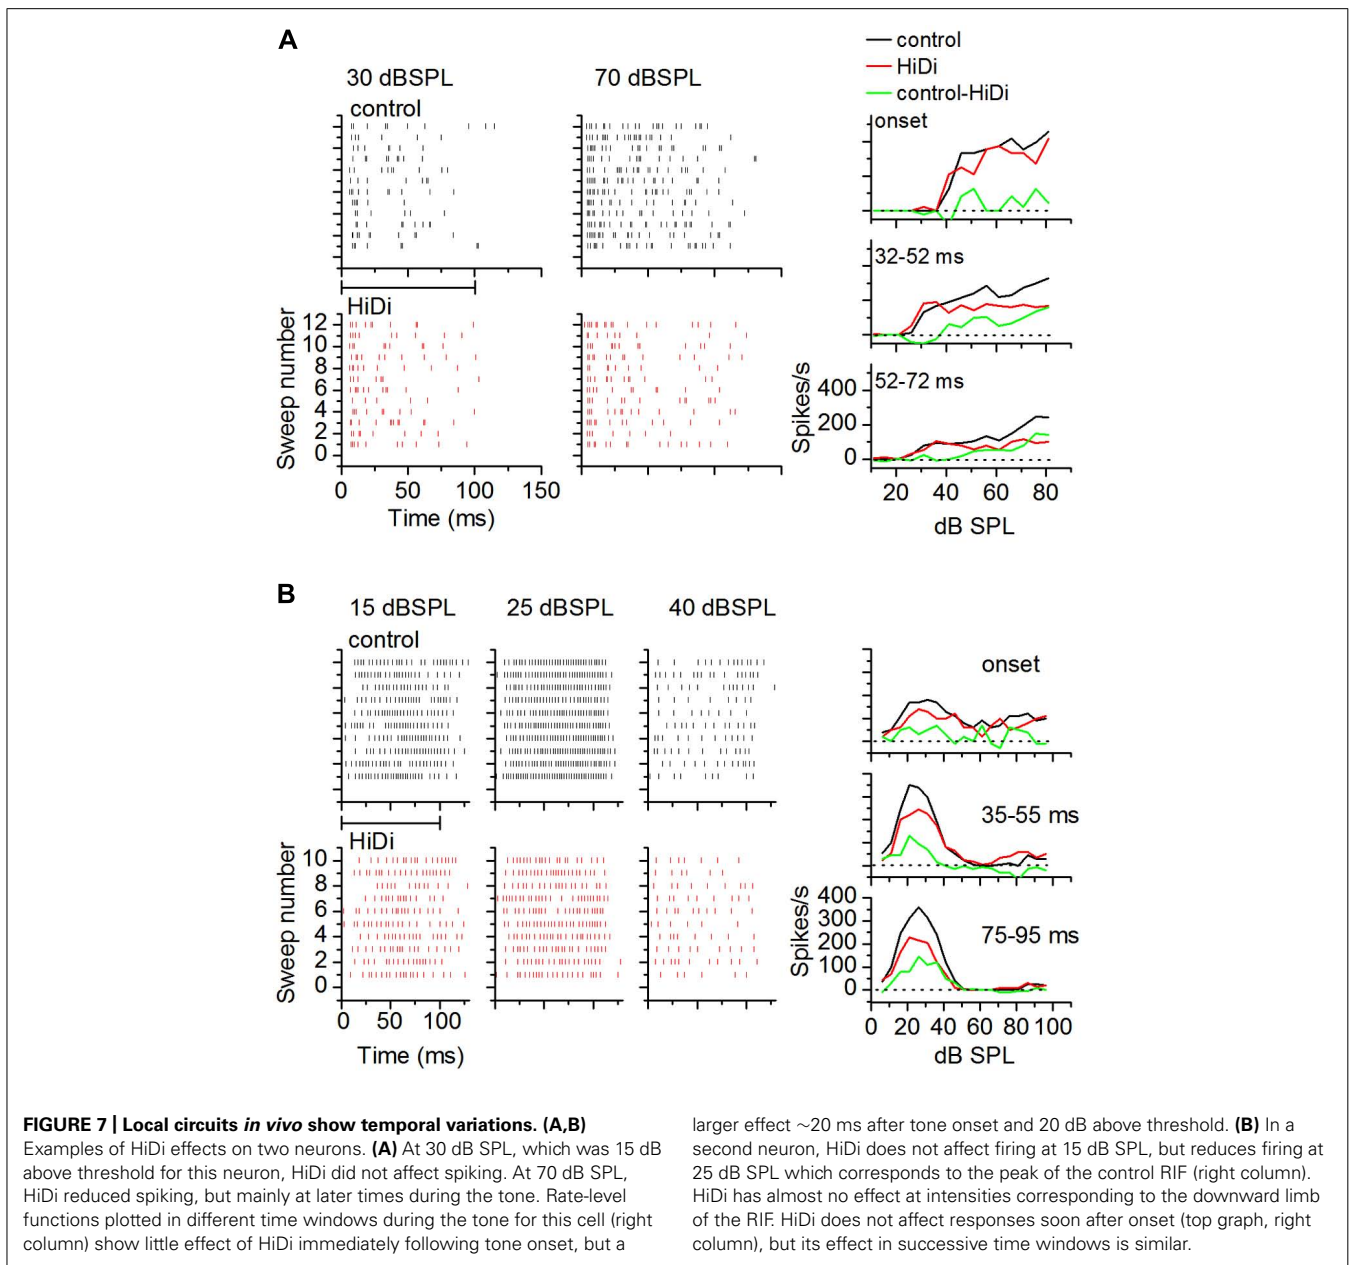 A
30 dBSPL
control
70 dBSPL
control
HiDi
control-HiDi
onset
32-52 ms
52-72 ms
HiDi
Sweep number
12
10
8
6
4
2
0
0 50 100 150
Time (ms)
Spikes/s
400
200
0
20 40 60 80
dB SPL
B
15 dBSPL
control
25 dBSPL
40 dBSPL
onset
35-55 ms
75-95 ms
HiDi
Sweep number
10
8
6
4
2
0
0 50 100
Time (ms)
Spikes/s
400
300
200
100
0
0 20 40 60 80 100
dB SPL
FIGURE 7 | Local circuits in vivo show temporal variations. (A,B)
Examples of HiDi effects on two neurons. (A) At 30 dB SPL, which was 15 dB
above threshold for this neuron, HiDi did not affect spiking. At 70 dB SPL,
HiDi reduced spiking, but mainly at later times during the tone. Rate-level
functions plotted in different time windows during the tone for this cell (right
column) show little effect of HiDi immediately following tone onset, but a
larger effect ~20 ms after tone onset and 20 dB above threshold. (B) In a
second neuron, HiDi does not affect firing at 15 dB SPL, but reduces firing at
25 dB SPL which corresponds to the peak of the control RIF (right column).
HiDi has almost no effect at intensities corresponding to the downward limb
of the RIF. HiDi does not affect responses soon after onset (top graph, right
column), but its effect in successive time windows is similar.